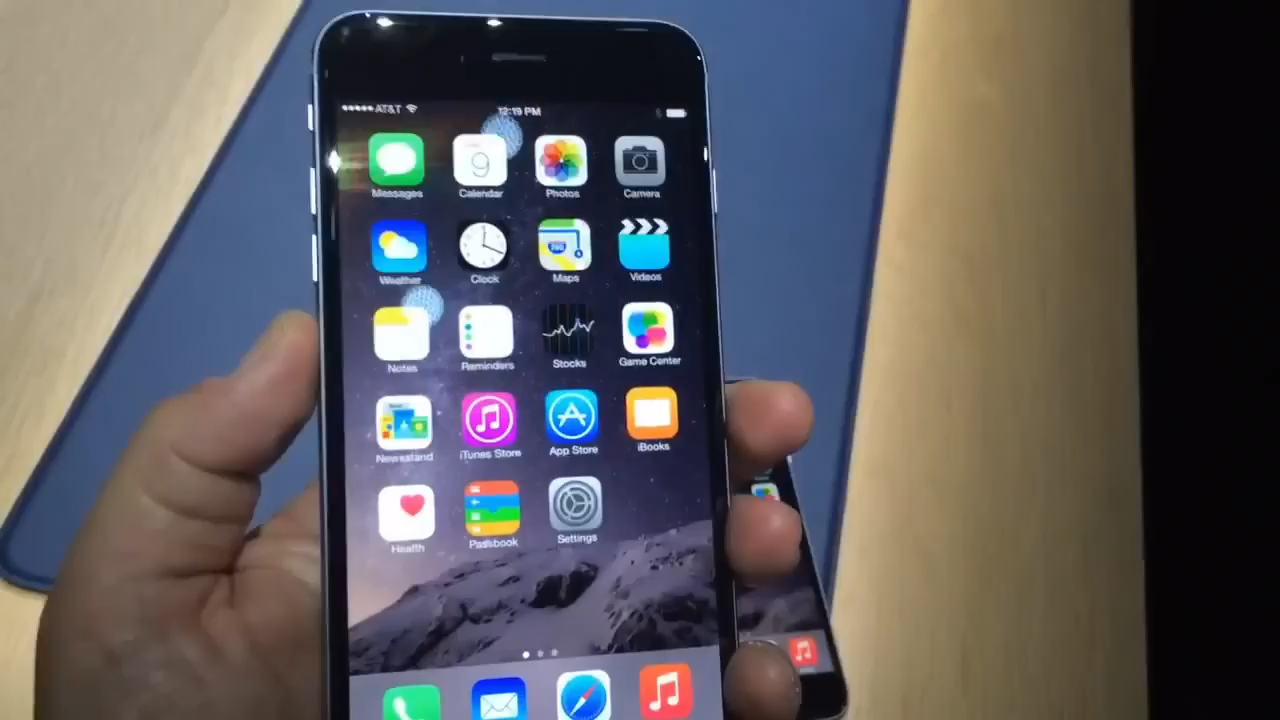 AT&T 12:19 PM
9
Messages Calendar Photos Camera
280
Weather Clock Maps Videos
Notes Reminders Stocks Game Center
Newsstand iTunes Store App Store iBooks
Health Passbook Settings